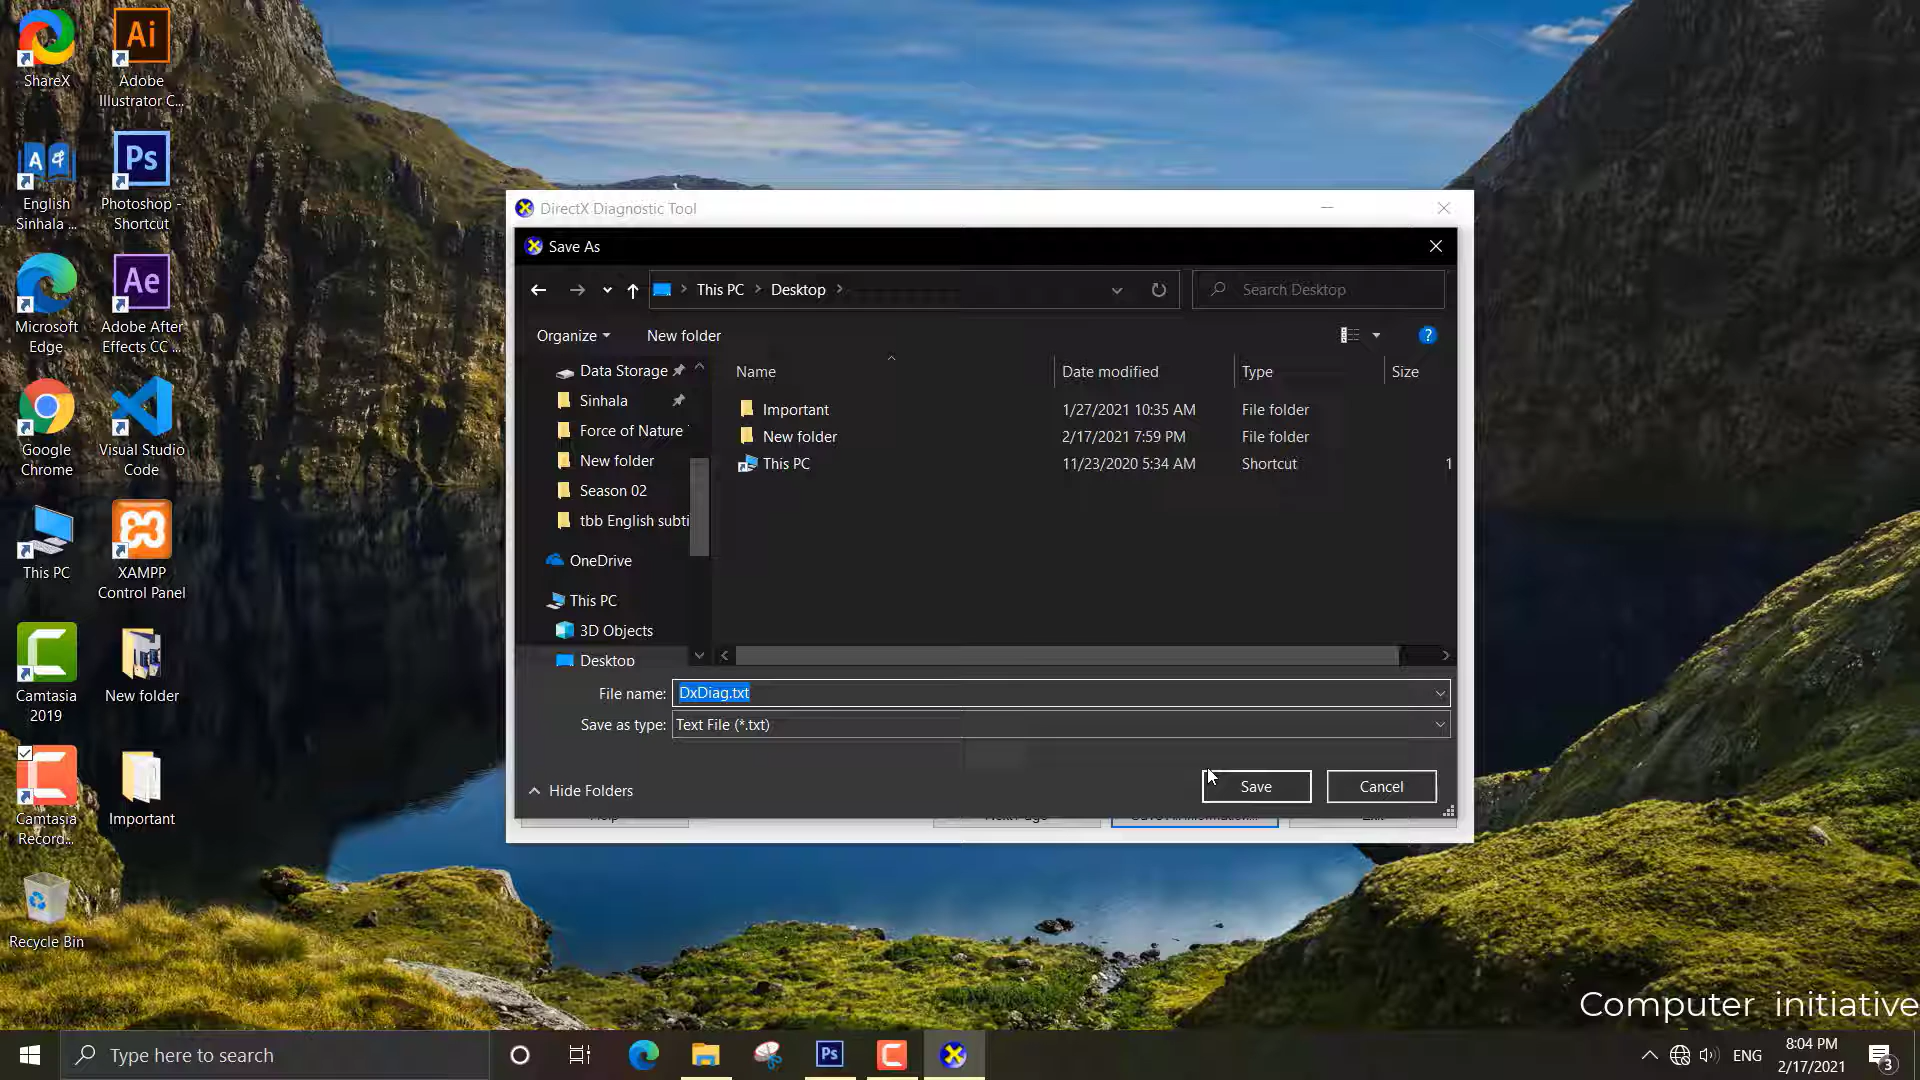 ShareX
Adobe
Illustrator C...
English
Sinhala ...
Photoshop -
Shortcut
Microsoft
Edge
Adobe After
Effects CC ...
Google
Chrome
Visual Studio
Code
This PC
XAMPP
Control Panel
Camtasia
2019
New folder
Camtasia
Record...
Important
Recycle Bin
DirectX Diagnostic Tool
Save As
This PC
Desktop
Search Desktop
Organize
New folder
Name
Date modified
Type
Size
Data Storage
Sinhala
Force of Nature
New folder
Season 02
tbb English subti
OneDrive
This PC
3D Objects
Desktop
Important 1/27/2021 10:35 AM File folder
New folder 2/17/2021 7:59 PM File folder
This PC 11/23/2020 5:34 AM Shortcut 1
File name: DxDiag.txt
Save as type: Text File (*.txt)
Hide Folders
Save
Cancel
Computer initiative
Type here to search
ENG
8:04 PM
2/17/2021
3